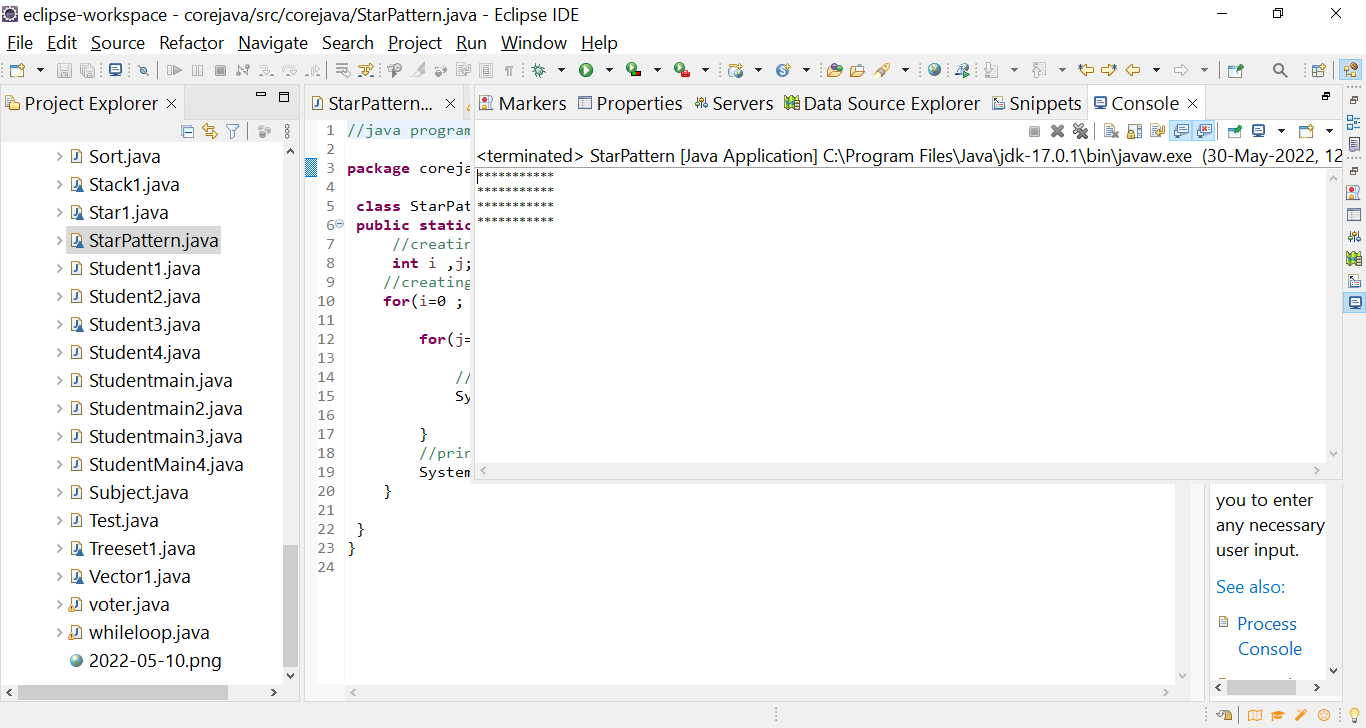 eclipse-workspace - corejava/src/corejava/StarPattern.java - Eclipse IDE
File Edit Source Refactor Navigate Search Project Run Window Help
Project Explorer
Sort.java
Stack1.java
Star1.java
StarPattern.java
Student1.java
Student2.java
Student3.java
Student4.java
Studentmain.java
Studentmain2.java
Studentmain3.java
StudentMain4.java
Subject.java
Test.java
Treeset1.java
Vector1.java
voter.java
whileloop.java
2022-05-10.png
StarPattern...
1 //java program
2
3 package coreja
4
5 class StarPat
6 public static
7 //creatin
8 int i ,j;
9 //creating
10 for(i=0 ;
11
12 for(j=
13
14 //
15 Sy
16
17 }
18 //prin
19 System
20 }
21
22 }
23 }
24
Markers Properties Servers Data Source Explorer Snippets Console
<terminated> StarPattern [Java Application] C:\Program Files\Java\jdk-17.0.1\bin\javaw.exe (30-May-2022, 12
***********
***********
***********
***********
you to enter
any necessary
user input.
See also:
Process
Console